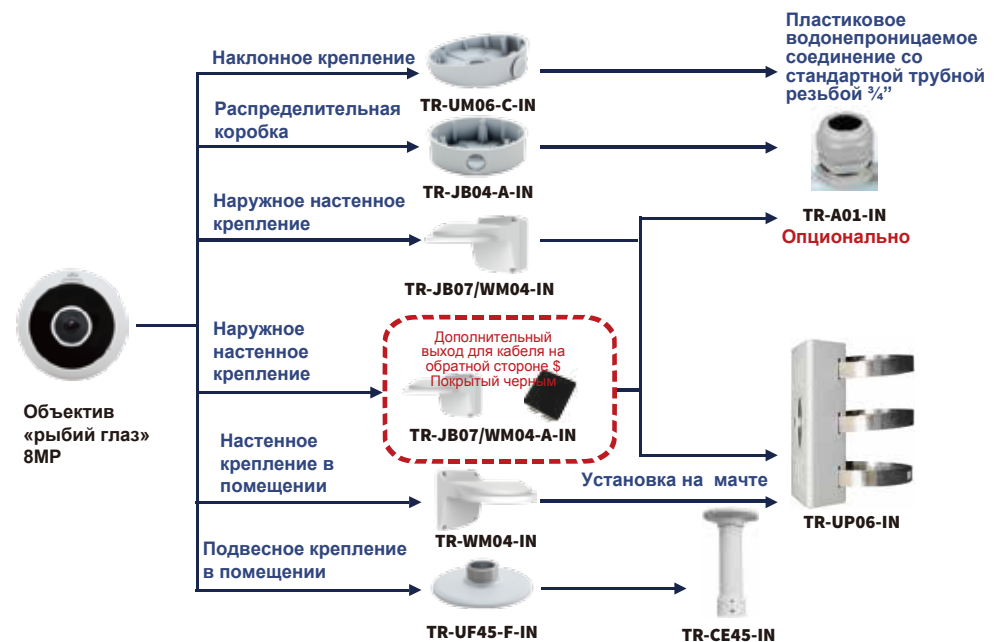 Пластиковое
водонепроницаемое
соединение со
стандартной трубной
резьбой ¾”
Наклонное крепление
TR-UM06-C-IN
Распределительная
коробка
TR-JB04-A-IN
TR-A01-IN
Опционально
Наружное настенное
крепление
TR-JB07/WM04-IN
Наружное
настенное
крепление
Дополнительный
выход для кабеля на
обратной стороне $
Покрытый черным
TR-JB07/WM04-A-IN
Объектив
«рыбий глаз»
8MP
Настенное
крепление в
помещении
TR-WM04-IN
Установка на мачте
TR-UP06-IN
Подвесное крепление
в помещении
TR-UF45-F-IN
TR-CE45-IN